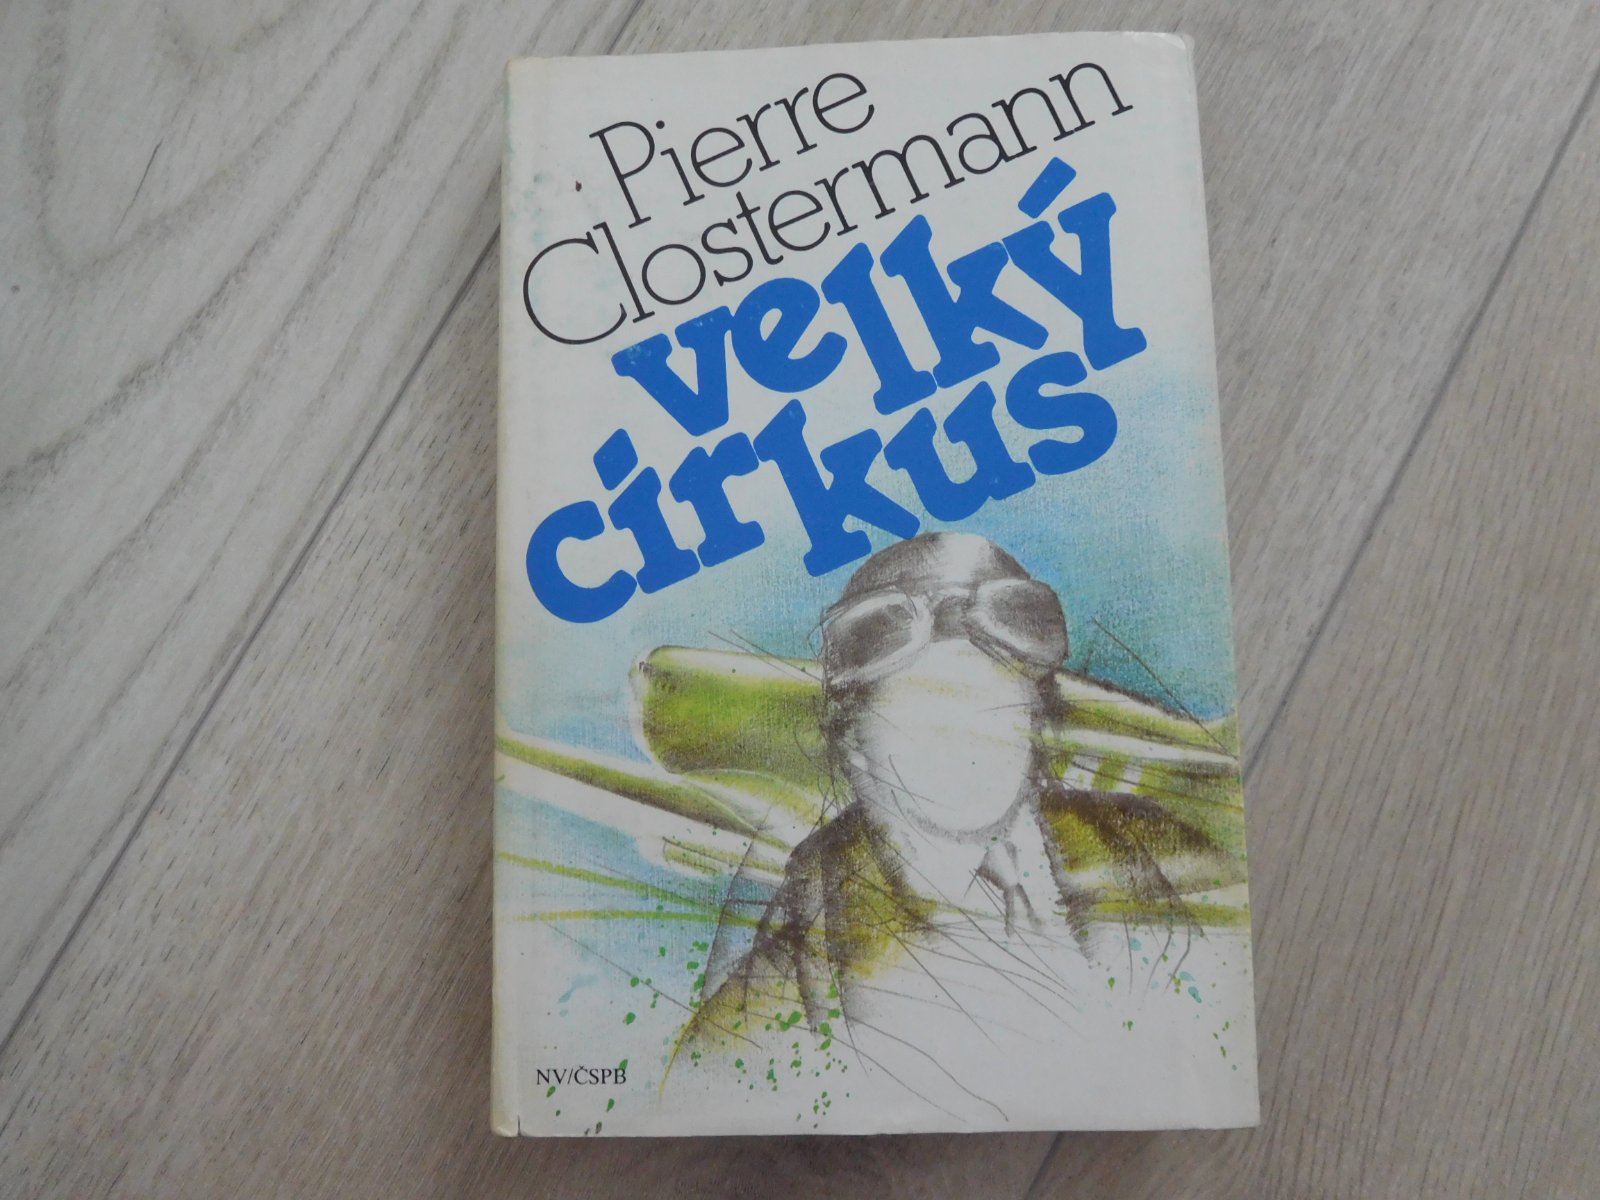 Pierre
Clostermann
velký
cirkus
NV/ČSPB